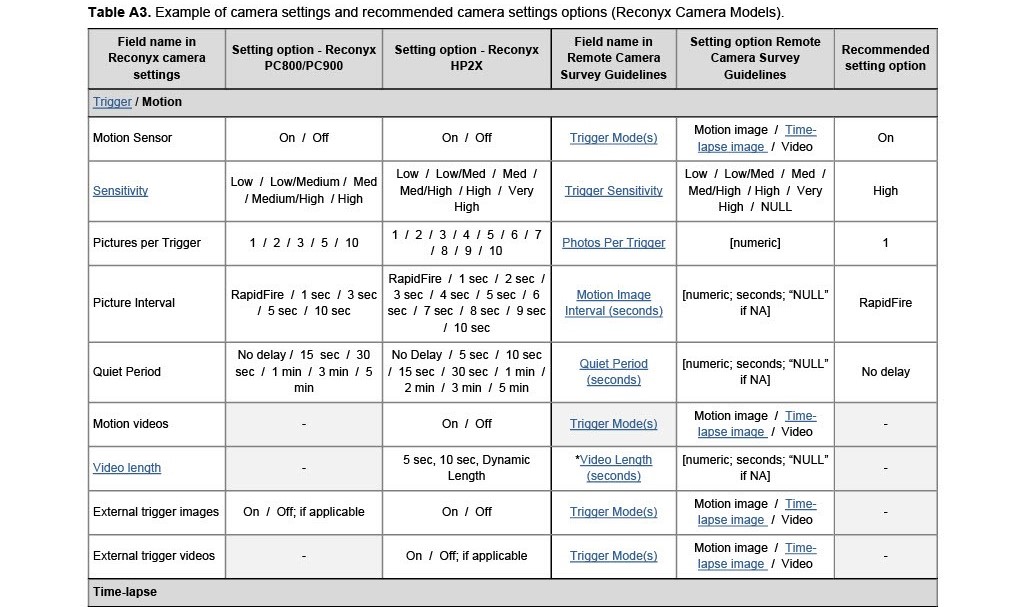 Table A3. Example of camera settings and recommended camera settings options (Reconyx Camera Models).
Field name in
Reconyx camera
settings
Setting option - Reconyx
PC800/PC900
Setting option - Reconyx
HP2X
Field name in
Remote Camera
Survey Guidelines
Setting option Remote
Camera Survey
Guidelines
Recommended
setting option
Trigger / Motion
Motion Sensor
On / Off
On / Off
Trigger Mode(s)
Motion image / Time-
lapse image / Video
On
Sensitivity
Low / Low/Medium / Med
/ Medium/High / High
Low / Low/Med / Med /
Med/High / High / Very
High
Trigger Sensitivity
Low / Low/Med / Med /
Med/High / High / Very
High / NULL
High
Pictures per Trigger
1 / 2 / 3 / 5 / 10
1 / 2 / 3 / 4 / 5 / 6 / 7
/ 8 / 9 / 10
Photos Per Trigger
[numeric]
1
Picture Interval
RapidFire / 1 sec / 3 sec
/ 5 sec / 10 sec
RapidFire / 1 sec / 2 sec /
3 sec / 4 sec / 5 sec / 6
sec / 7 sec / 8 sec / 9 sec
/ 10 sec
Motion Image
Interval (seconds)
[numeric; seconds; “NULL”
if NA]
RapidFire
Quiet Period
No delay / 15 sec / 30
sec / 1 min / 3 min / 5
min
No Delay / 5 sec / 10 sec
/ 15 sec / 30 sec / 1 min /
2 min / 3 min / 5 min
Quiet Period
(seconds)
[numeric; seconds; “NULL”
if NA]
No delay
Motion videos
-
On / Off
Trigger Mode(s)
Motion image / Time-
lapse image / Video
-
Video length
-
5 sec, 10 sec, Dynamic
Length
*Video Length
(seconds)
[numeric; seconds; “NULL”
if NA]
-
External trigger images
On / Off; if applicable
On / Off
Trigger Mode(s)
Motion image / Time-
lapse image / Video
-
External trigger videos
-
On / Off; if applicable
Trigger Mode(s)
Motion image / Time-
lapse image / Video
-
Time-lapse